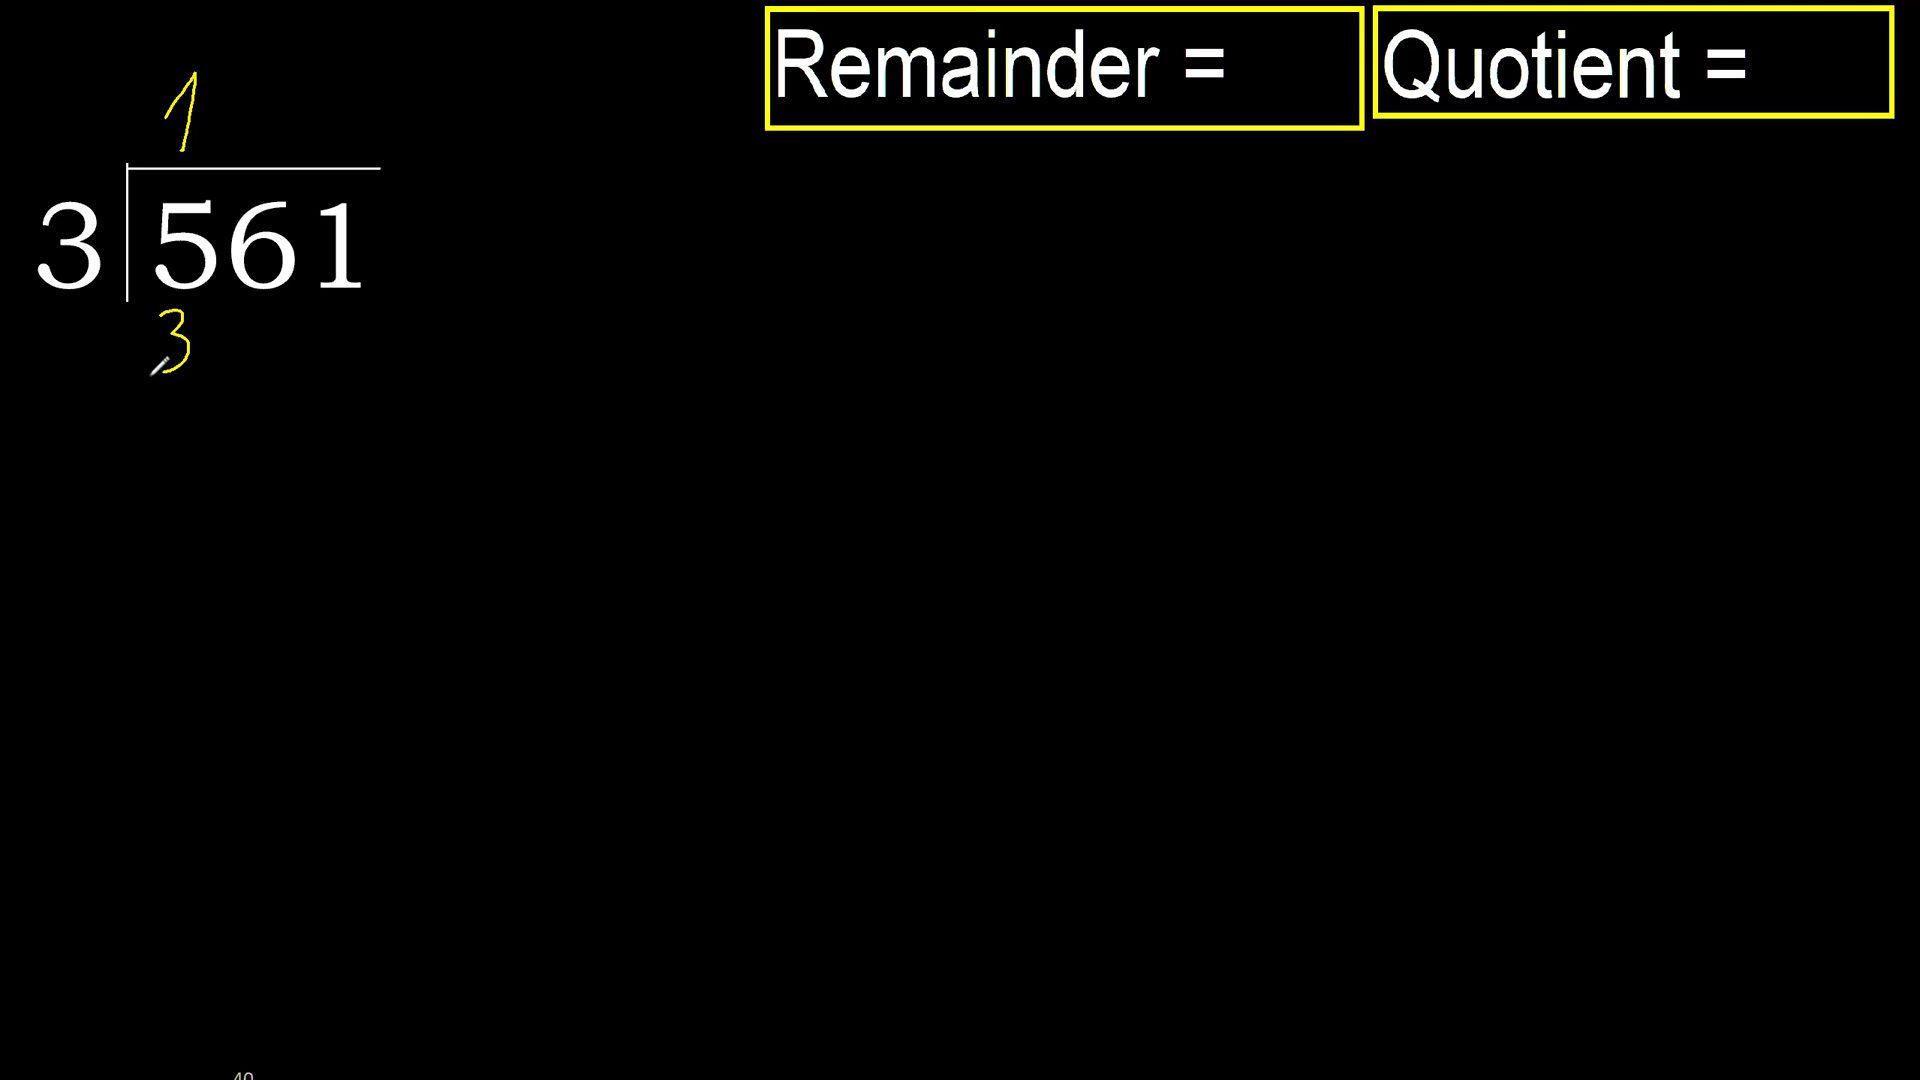 Remainder = Quotient =
1
3 561
3